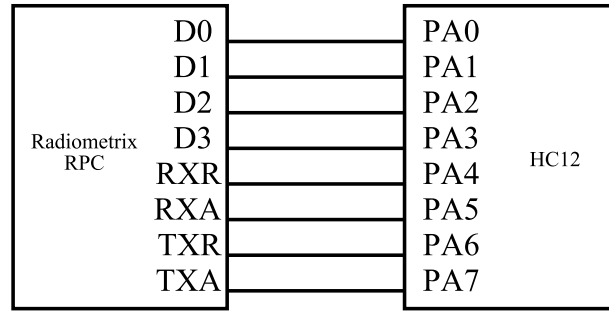 D0 PA0
D1 PA1
D2 PA2
D3 PA3
Radiometrix
RPC
HC12
RXR PA4
RXA PA5
TXR PA6
TXA PA7